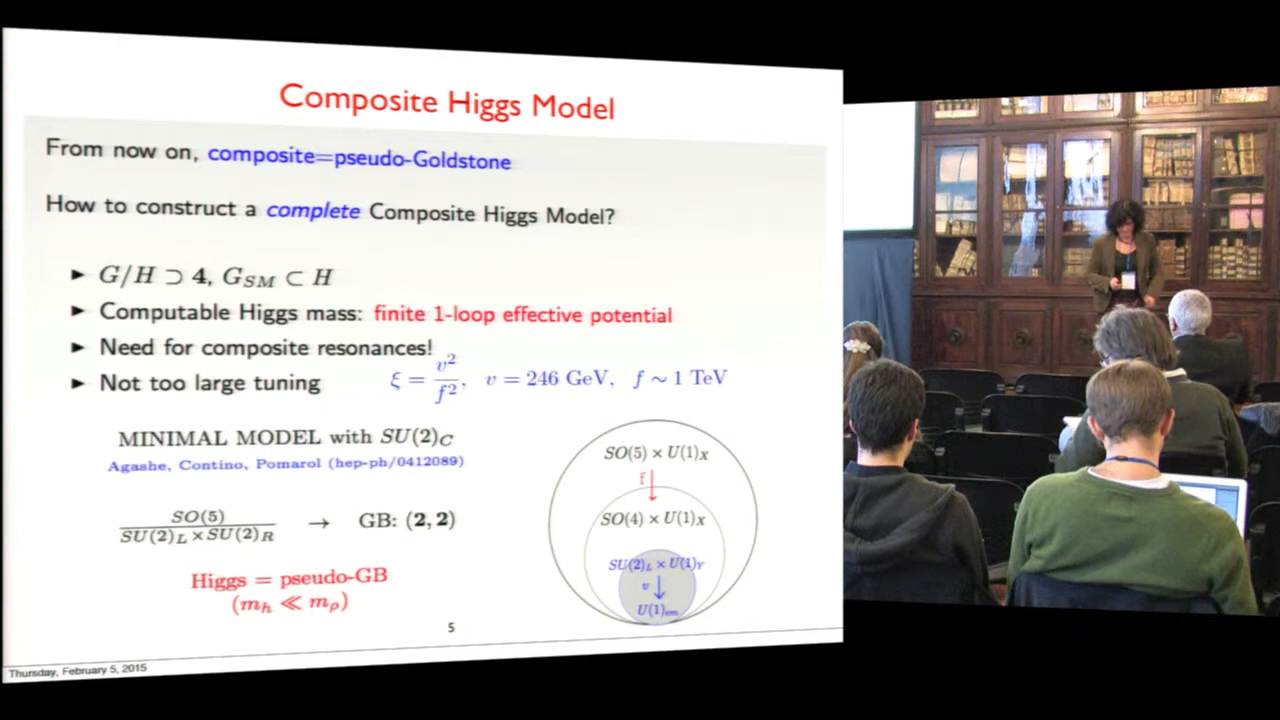 Composite Higgs Model
From now on, composite=pseudo-Goldstone
How to construct a complete Composite Higgs Model?
► G/H ⊃ 4, G_SM ⊂ H
► Computable Higgs mass: finite 1-loop effective potential
► Need for composite resonances!
► Not too large tuning ξ = v²/f², v = 246 GeV, f ~ 1 TeV
MINIMAL MODEL with SU(2)_C
Agashe, Contino, Pomarol (hep-ph/0412089)
SO(5) / SU(2)_L × SU(2)_R → GB: (2, 2)
Higgs = pseudo-GB
(m_h ≪ m_ρ)
SO(5) × U(1)_X
f ↓
SO(4) × U(1)_X
SU(2)_L × U(1)_Y
v ↓
U(1)_em
5
Thursday, February 5, 2015